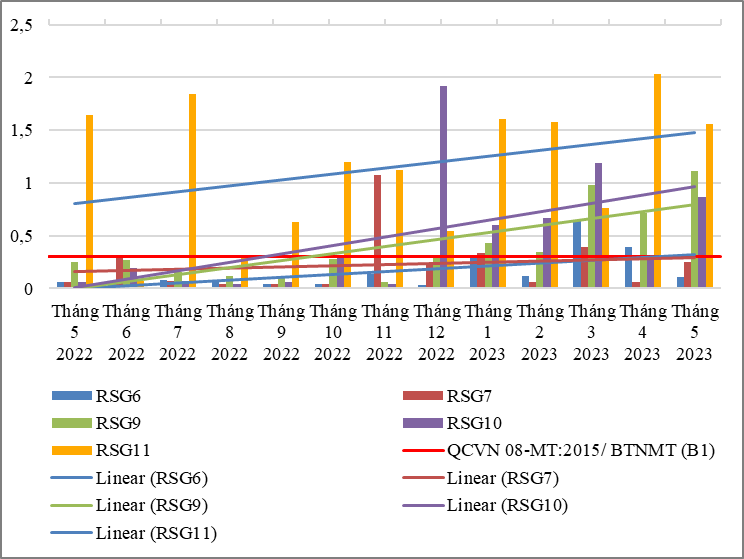 2,5
2
1,5
1
0,5
0
Tháng Tháng Tháng Tháng Tháng Tháng Tháng Tháng Tháng Tháng Tháng Tháng Tháng
5 6 7 8 9 10 11 12 1 2 3 4 5
2022 2022 2022 2022 2022 2022 2022 2022 2023 2023 2023 2023 2023
RSG6 RSG7
RSG9 RSG10
RSG11 QCVN 08-MT:2015/ BTNMT (B1)
Linear (RSG6) Linear (RSG7)
Linear (RSG9) Linear (RSG10)
Linear (RSG11)